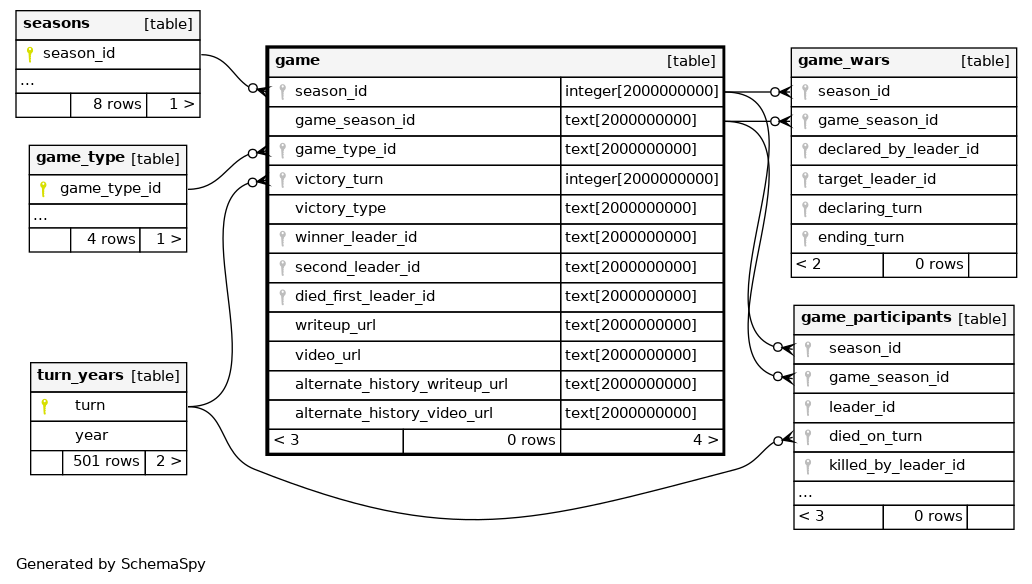 seasons [table]
season_id
...
8 rows 1 >
game_type [table]
game_type_id
...
4 rows 1 >
turn_years [table]
turn
year
501 rows 2 >
game [table]
season_id integer[2000000000]
game_season_id text[2000000000]
game_type_id text[2000000000]
victory_turn integer[2000000000]
victory_type text[2000000000]
winner_leader_id text[2000000000]
second_leader_id text[2000000000]
died_first_leader_id text[2000000000]
writeup_url text[2000000000]
video_url text[2000000000]
alternate_history_writeup_url text[2000000000]
alternate_history_video_url text[2000000000]
< 3 0 rows 4 >
game_wars [table]
season_id
game_season_id
declared_by_leader_id
target_leader_id
declaring_turn
ending_turn
< 2 0 rows
game_participants [table]
season_id
game_season_id
leader_id
died_on_turn
killed_by_leader_id
...
< 3 0 rows
Generated by SchemaSpy